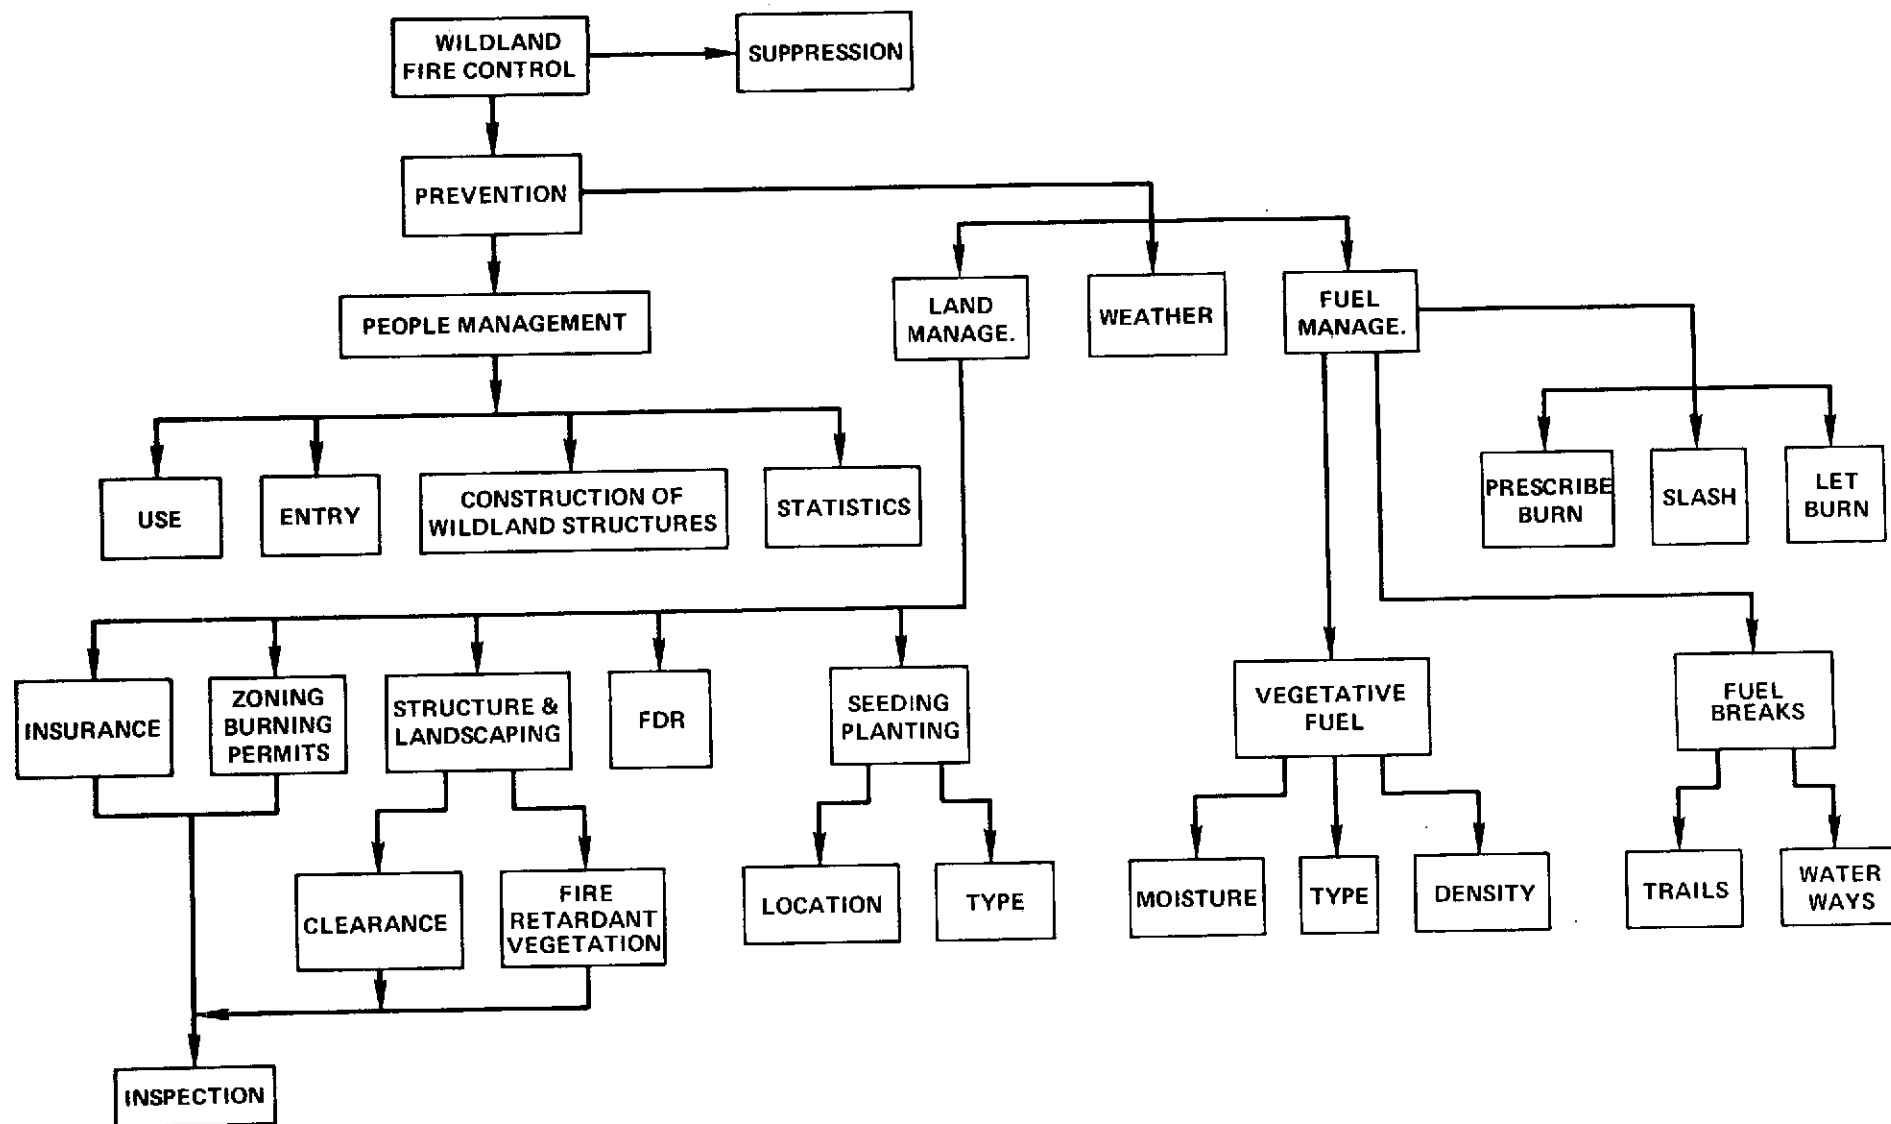 WILDLAND
FIRE CONTROL
SUPPRESSION
PREVENTION
PEOPLE MANAGEMENT
LAND
MANAGE.
WEATHER
FUEL
MANAGE.
USE
ENTRY
CONSTRUCTION OF
WILDLAND STRUCTURES
STATISTICS
PRESCRIBE
BURN
SLASH
LET
BURN
INSURANCE
ZONING
BURNING
PERMITS
STRUCTURE &
LANDSCAPING
FDR
SEEDING
PLANTING
VEGETATIVE
FUEL
FUEL
BREAKS
CLEARANCE
FIRE
RETARDANT
VEGETATION
LOCATION
TYPE
MOISTURE
TYPE
DENSITY
TRAILS
WATER
WAYS
INSPECTION